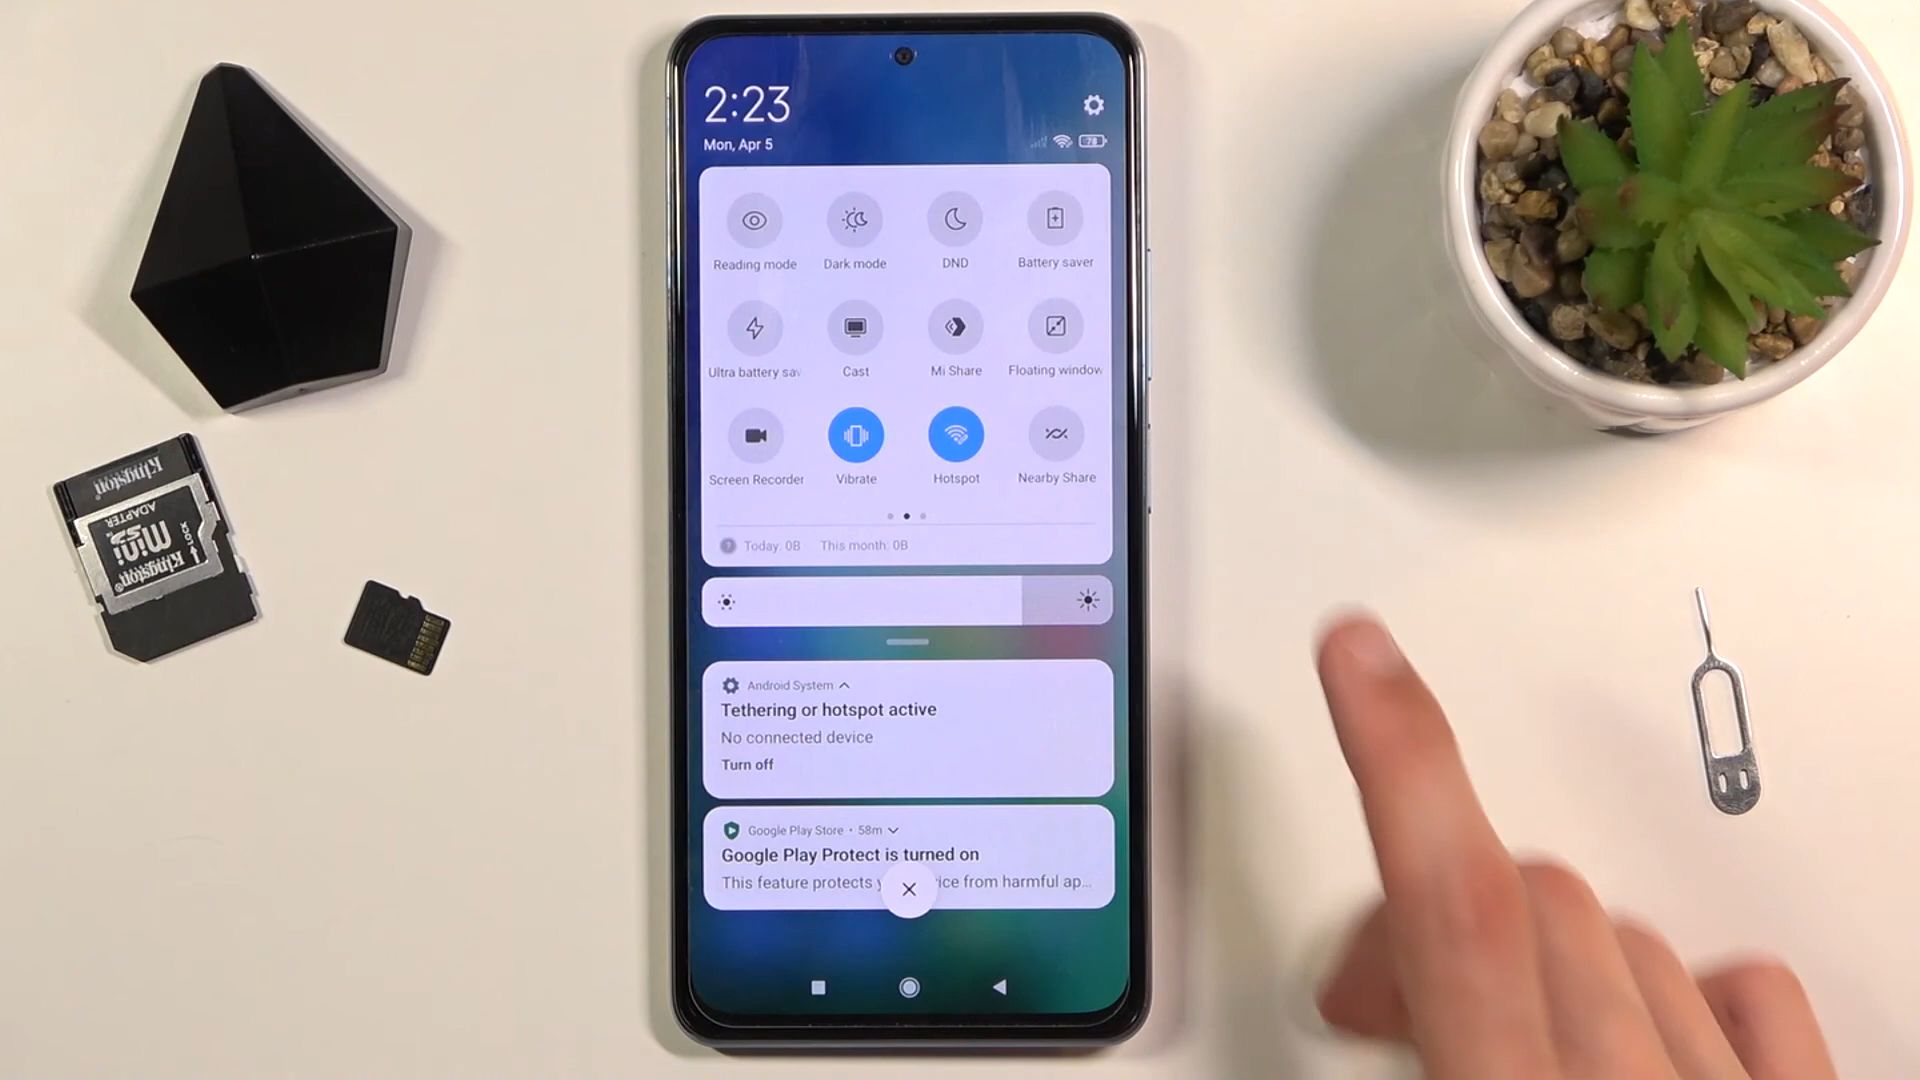 2:23
Mon, Apr 5
78
Reading mode
Dark mode
DND
Battery saver
Ultra battery sav
Cast
Mi Share
Floating window
Screen Recorder
Vibrate
Hotspot
Nearby Share
Today: 0B This month: 0B
Android System
Tethering or hotspot active
No connected device
Turn off
Google Play Store • 58m
Google Play Protect is turned on
This feature protects y vice from harmful ap...
Kingston
LOCK
ADAPTER
mini
Kingston